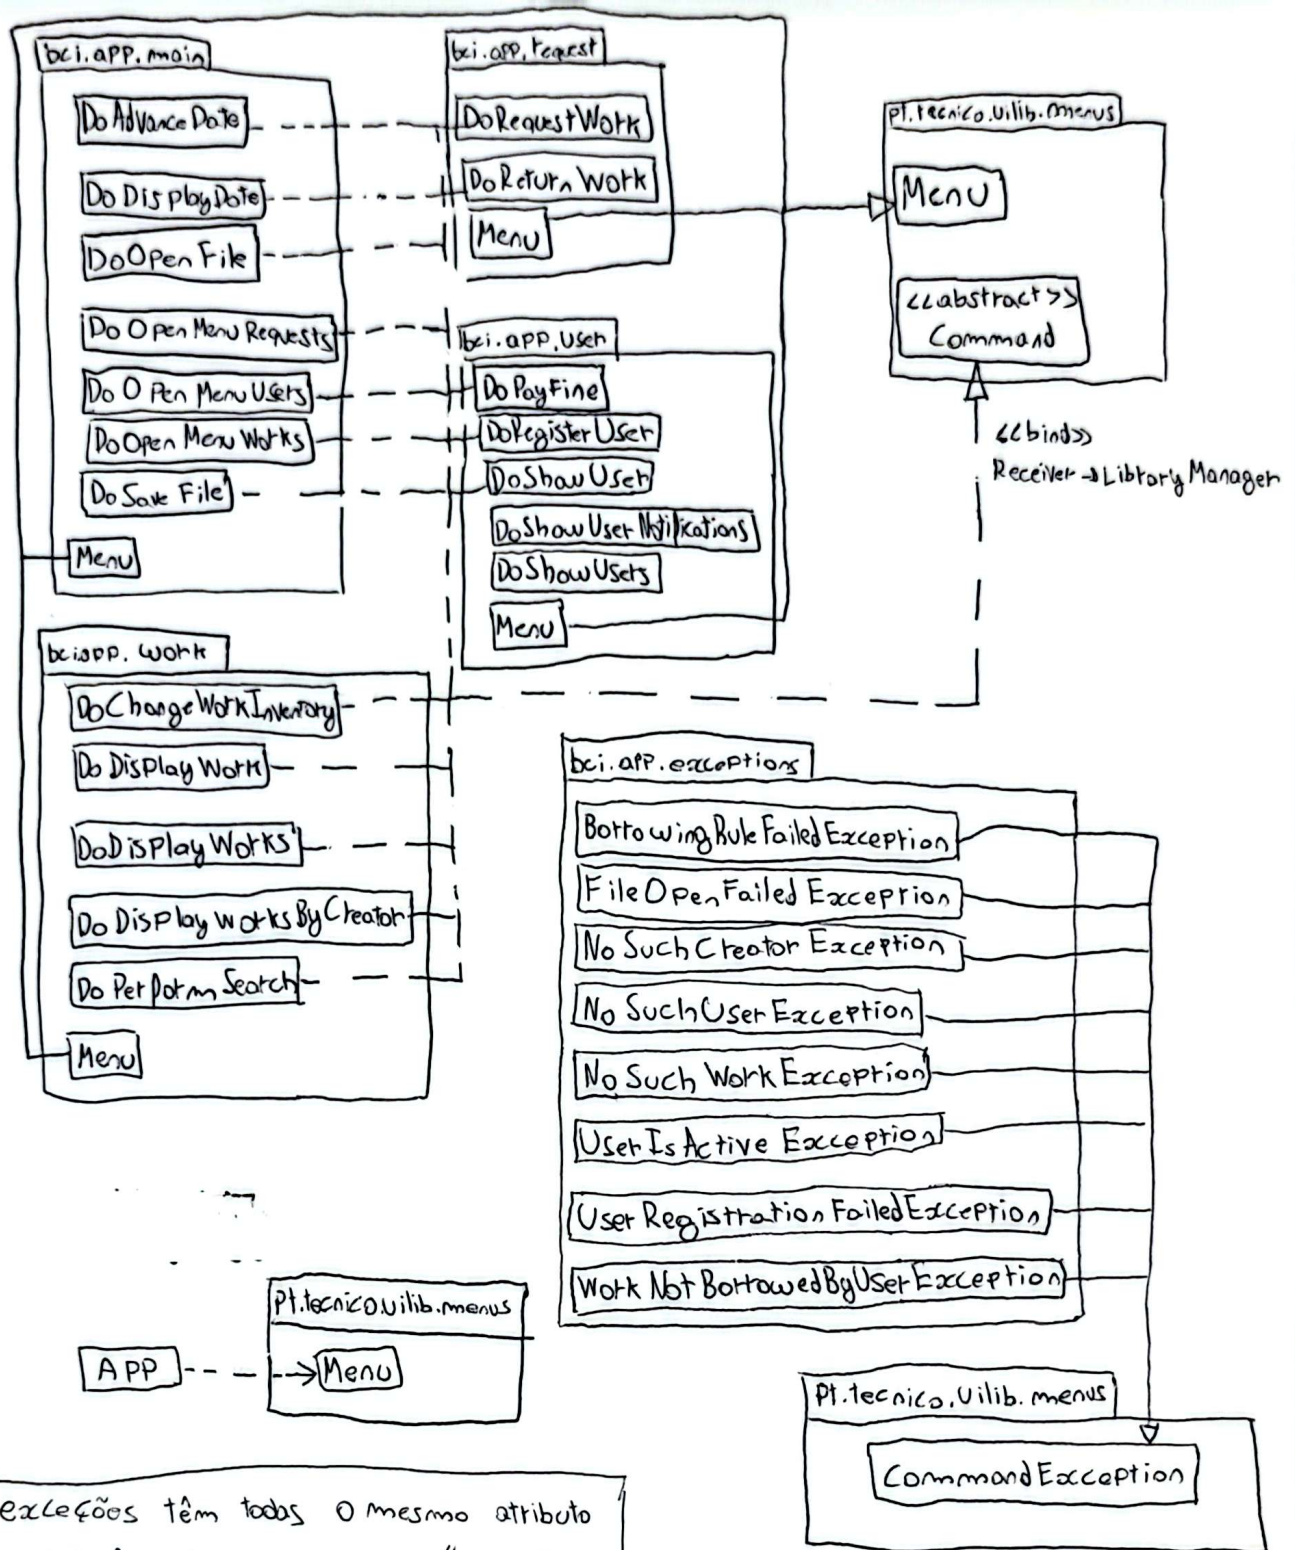 bci.app.main
DoAdvanceDate
DoDisplayDate
DoOpenFile
DoOpenMenuRequests
DoOpenMenuUsers
DoOpenMenuWorks
DoSaveFile
Menu
bci.app.request
DoRequestWork
DoReturnWork
Menu
bci.app.user
DoPayFine
DoRegisterUser
DoShowUser
DoShowUserNotifications
DoShowUsers
Menu
pt.tecnico.uilib.menus
Menu
<<abstract>>
Command
<<bind>>
Receiver->LibraryManager
bci.app.work
DoChangeWorkInventory
DoDisplayWork
DoDisplayWorks
DoDisplayWorksByCreator
DoPerformSearch
Menu
bci.app.exceptions
BorrowingRuleFailedException
FileOpenFailedException
NoSuchCreatorException
NoSuchUserException
NoSuchWorkException
UserIsActiveException
UserRegistrationFailedException
WorkNotBorrowedByUserException
Pt.tecnico.uilib.menus
APP
Menu
Pt.tecnico.uilib.menus
CommandException
exceções têm todas o mesmo atributo